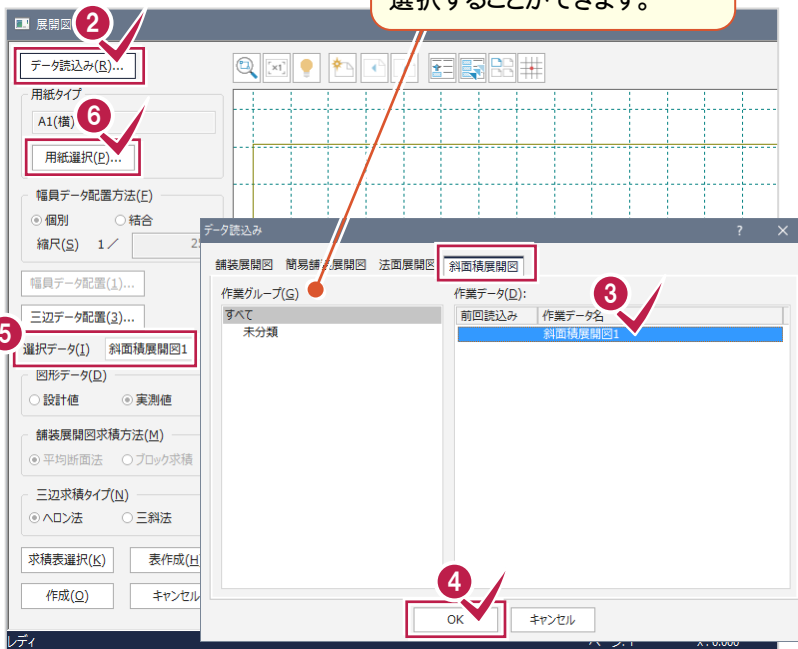 選択することができます。
展開図
2
データ読込み(R)...
用紙タイプ
A1(横)
6
用紙選択(P)...
幅員データ配置方法(F)
個別 結合
縮尺(S) 1/
幅員データ配置(1)...
三辺データ配置(3)...
5
選択データ(I) 斜面積展開図1
図形データ(D)
設計値 実測値
舗装展開図求積方法(M)
平均断面法 ブロック求積
三辺求積タイプ(N)
ヘロン法 三斜法
求積表選択(K) 表作成(H
作成(O) キャンセル
レディ
データ読込み ? ×
舗装展開図 簡易舗装展開図 法面展開図 斜面積展開図
作業グループ(G)
すべて
未分類
作業データ(D):
3
前回読込み 作業データ名
斜面積展開図1
4
OK キャンセル